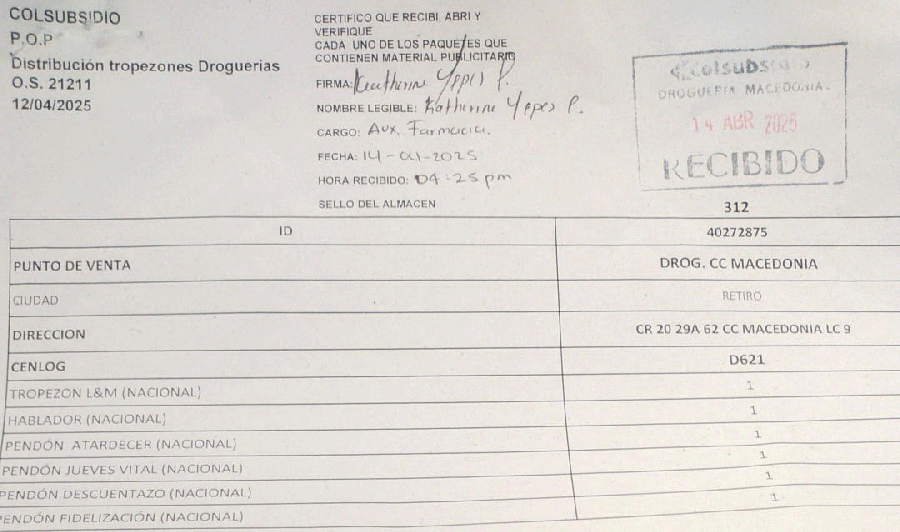 COLSUBSIDIO
P.O.P
Distribución tropezones Droguerias
O.S. 21211
12/04/2025
CERTIFICO QUE RECIBI, ABRI Y
VERIFIQUE
CADA UNO DE LOS PAQUETES QUE
CONTIENEN MATERIAL PUBLICITARIO
FIRMA: Katherine Yepes P.
NOMBRE LEGIBLE: Katherine Yepes P.
CARGO: Aux. Farmacia.
FECHA: 14-04-2025
HORA RECIBIDO: 04:25 pm
SELLO DEL ALMACEN
Colsubsidio
DROGUERIA MACEDONIA.
14 ABR 2025
RECIBIDO
312
ID 40272875
PUNTO DE VENTA DROG. CC MACEDONIA
CIUDAD RETIRO
DIRECCION CR 20 29A 62 CC MACEDONIA LC 9
CENLOG D621
TROPEZON L&M (NACIONAL) 1
HABLADOR (NACIONAL) 1
PENDÓN ATARDECER (NACIONAL) 1
PENDÓN JUEVES VITAL (NACIONAL) 1
PENDÓN DESCUENTAZO (NACIONAL) 1
PENDÓN FIDELIZACIÓN (NACIONAL) 1